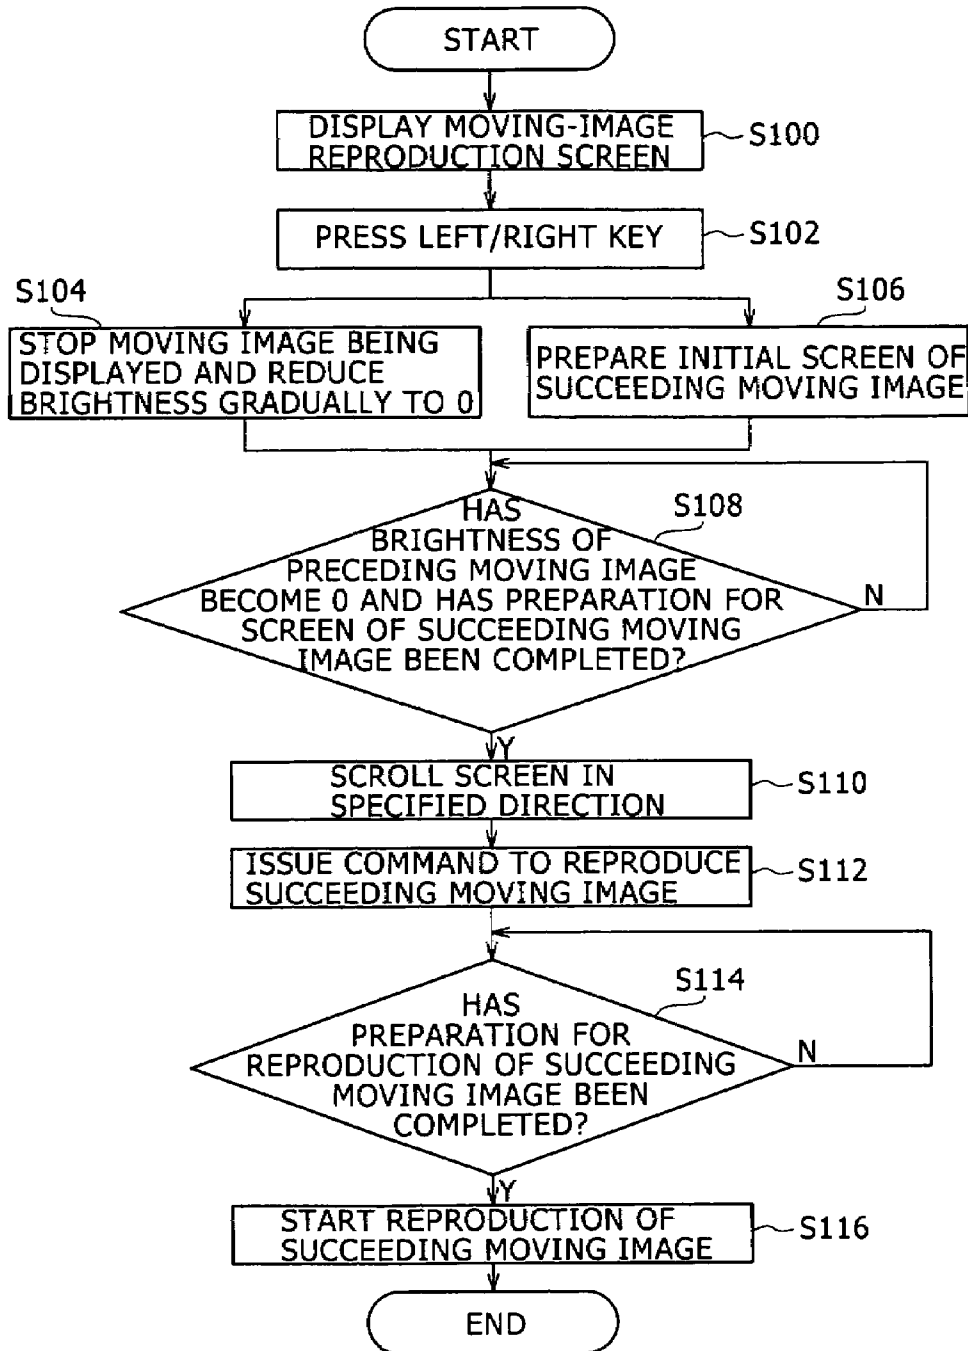 START
DISPLAY MOVING-IMAGE
REPRODUCTION SCREEN
S100
PRESS LEFT/RIGHT KEY
S102
S104
STOP MOVING IMAGE BEING
DISPLAYED AND REDUCE
BRIGHTNESS GRADUALLY TO 0
S106
PREPARE INITIAL SCREEN OF
SUCCEEDING MOVING IMAGE
S108
HAS
BRIGHTNESS OF
PRECEDING MOVING IMAGE
BECOME 0 AND HAS PREPARATION FOR
SCREEN OF SUCCEEDING MOVING
IMAGE BEEN COMPLETED?
N
Y
SCROLL SCREEN IN
SPECIFIED DIRECTION
S110
ISSUE COMMAND TO REPRODUCE
SUCCEEDING MOVING IMAGE
S112
S114
HAS
PREPARATION FOR
REPRODUCTION OF SUCCEEDING
MOVING IMAGE BEEN
COMPLETED?
N
Y
START REPRODUCTION OF
SUCCEEDING MOVING IMAGE
S116
END